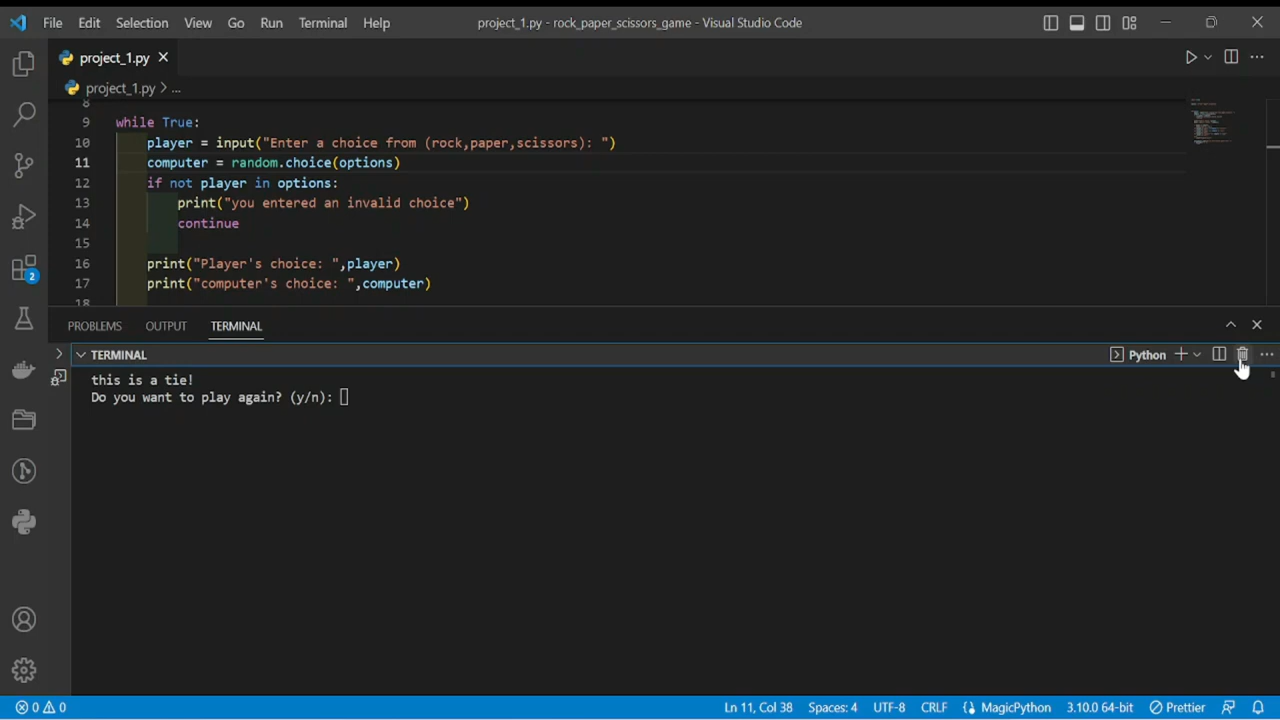 File Edit Selection View Go Run Terminal Help project_1.py - rock_paper_scissors_game - Visual Studio Code
project_1.py
project_1.py > ...
8
9 while True:
10 player = input("Enter a choice from (rock,paper,scissors): ")
11 computer = random.choice(options)
12 if not player in options:
13 print("you entered an invalid choice")
14 continue
15
16 print("Player's choice: ",player)
17 print("computer's choice: ",computer)
18
2
PROBLEMS OUTPUT TERMINAL
TERMINAL Python
this is a tie!
Do you want to play again? (y/n):
0 0 Ln 11, Col 38 Spaces: 4 UTF-8 CRLF MagicPython 3.10.0 64-bit Prettier